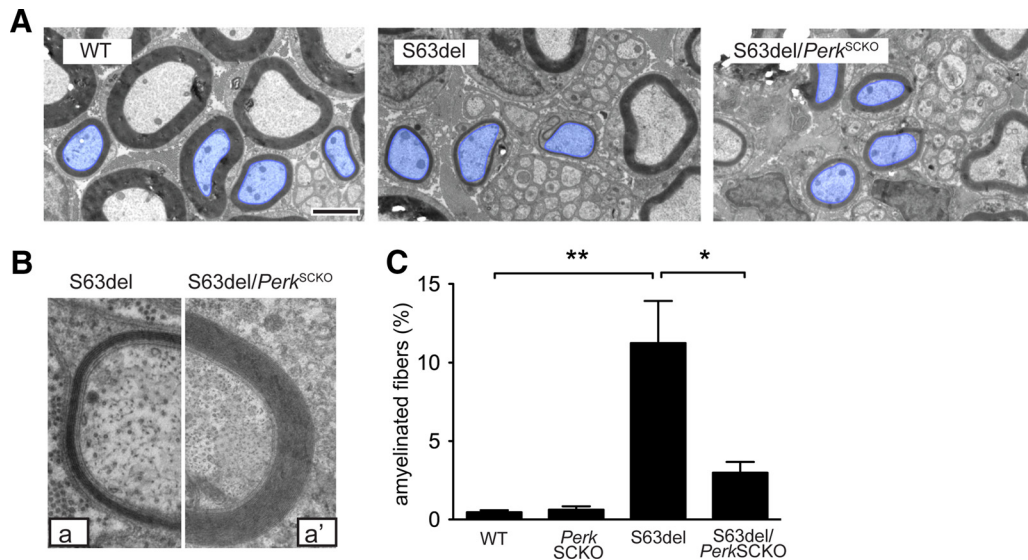 A
WT
S63del
S63del/PerkSCKO
B
S63del
S63del/PerkSCKO
a
a'
C
**
*
amyelinated fibers (%)
15
10
5
0
WT
Perk
SCKO
S63del
S63del/
PerkSCKO